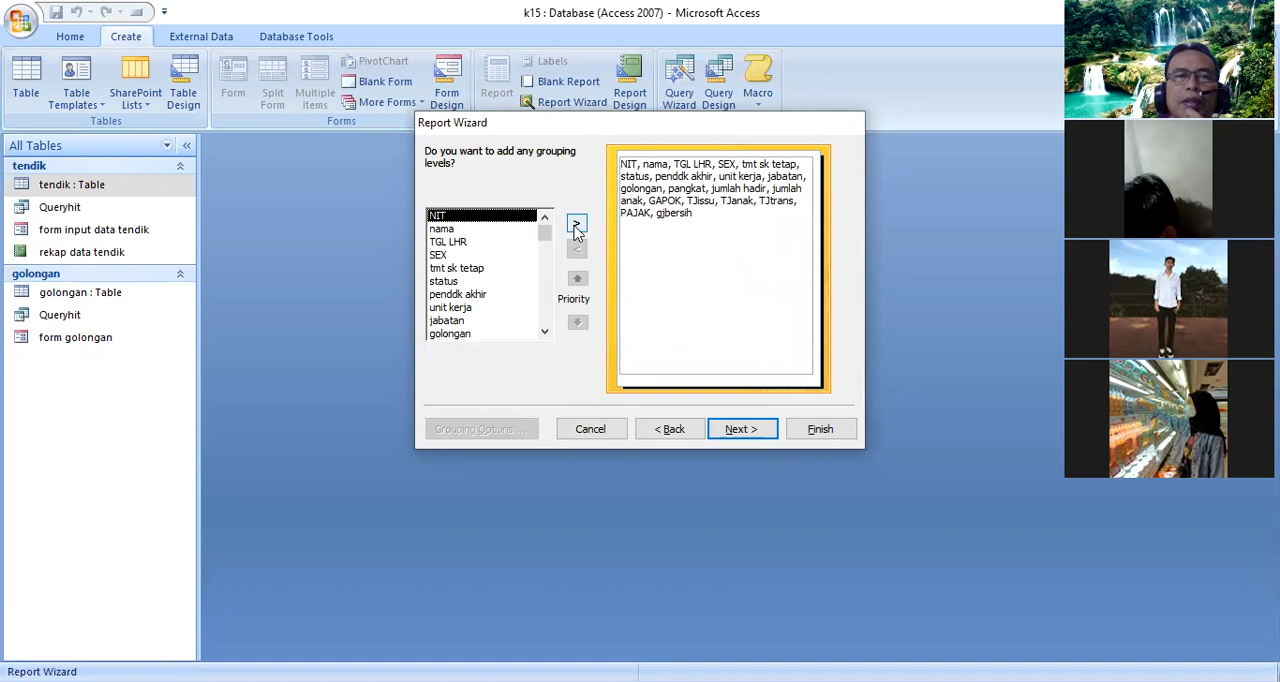 k15 : Database (Access 2007) - Microsoft Access
Home Create External Data Database Tools
Table
Table Templates
SharePoint Lists
Table Design
Tables
Form
Split Form
Multiple Items
PivotChart
Blank Form
More Forms
Form Design
Forms
Report
Labels
Blank Report
Report Wizard
Report Design
Query Wizard
Query Design
Macro
All Tables
tendik
tendik : Table
Queryhit
form input data tendik
rekap data tendik
golongan
golongan : Table
Queryhit
form golongan
Report Wizard
Do you want to add any grouping
levels?
NIT
nama
TGL LHR
SEX
tmt sk tetap
status
penddk akhir
unit kerja
jabatan
golongan
>
<
Priority
NIT, nama, TGL LHR, SEX, tmt sk tetap,
status, penddk akhir, unit kerja, jabatan,
golongan, pangkat, jumlah hadir, jumlah
anak, GAPOK, TJissu, TJanak, TJtrans,
PAJAK, gjbersih
Grouping Options ... Cancel < Back Next > Finish
Report Wizard